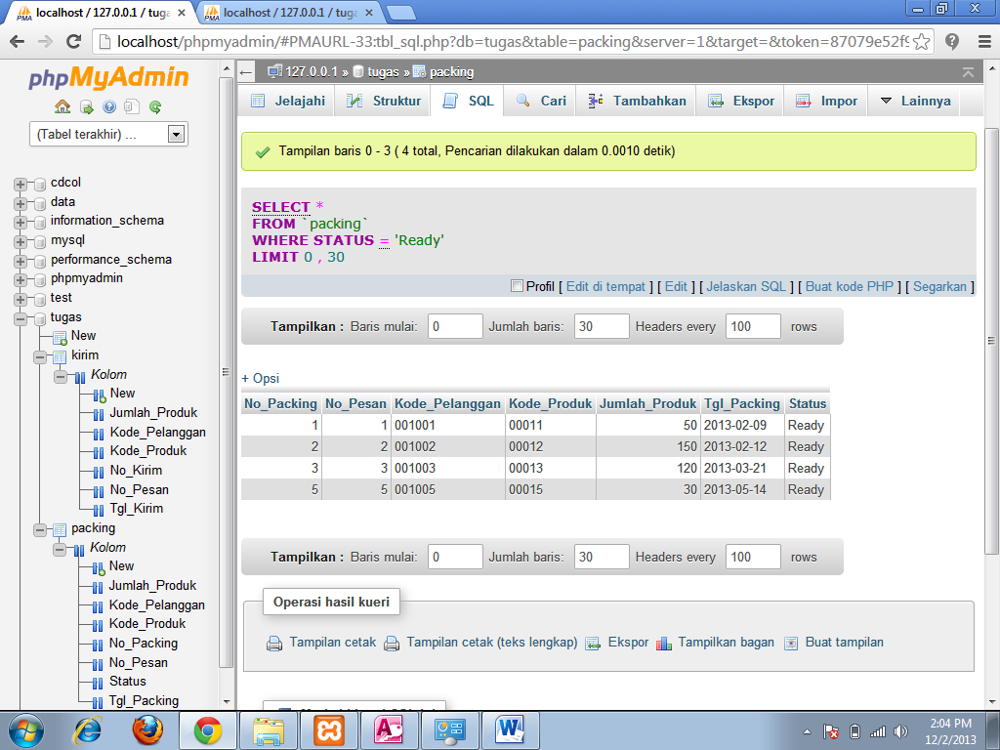 localhost / 127.0.0.1 / tuga
localhost / 127.0.0.1 / tuga
localhost/phpmyadmin/#PMAURL-33:tbl_sql.php?db=tugas&table=packing&server=1&target=&token=87079e52f9
phpMyAdmin
(Tabel terakhir) ...
cdcol
data
information_schema
mysql
performance_schema
phpmyadmin
test
tugas
New
kirim
Kolom
New
Jumlah_Produk
Kode_Pelanggan
Kode_Produk
No_Kirim
No_Pesan
Tgl_Kirim
packing
Kolom
New
Jumlah_Produk
Kode_Pelanggan
Kode_Produk
No_Packing
No_Pesan
Status
Tgl_Packing
127.0.0.1 » tugas » packing
Jelajahi Struktur SQL Cari Tambahkan Ekspor Impor Lainnya
Tampilan baris 0 - 3 ( 4 total, Pencarian dilakukan dalam 0.0010 detik)
SELECT *
FROM `packing`
WHERE STATUS = 'Ready'
LIMIT 0 , 30
Profil [ Edit di tempat ] [ Edit ] [ Jelaskan SQL ] [ Buat kode PHP ] [ Segarkan ]
Tampilkan : Baris mulai: 0 Jumlah baris: 30 Headers every 100 rows
+ Opsi
No_Packing No_Pesan Kode_Pelanggan Kode_Produk Jumlah_Produk Tgl_Packing Status
1 1 001001 00011 50 2013-02-09 Ready
2 2 001002 00012 150 2013-02-12 Ready
3 3 001003 00013 120 2013-03-21 Ready
5 5 001005 00015 30 2013-05-14 Ready
Tampilkan : Baris mulai: 0 Jumlah baris: 30 Headers every 100 rows
Operasi hasil kueri
Tampilan cetak Tampilan cetak (teks lengkap) Ekspor Tampilkan bagan Buat tampilan
2:04 PM
12/2/2013